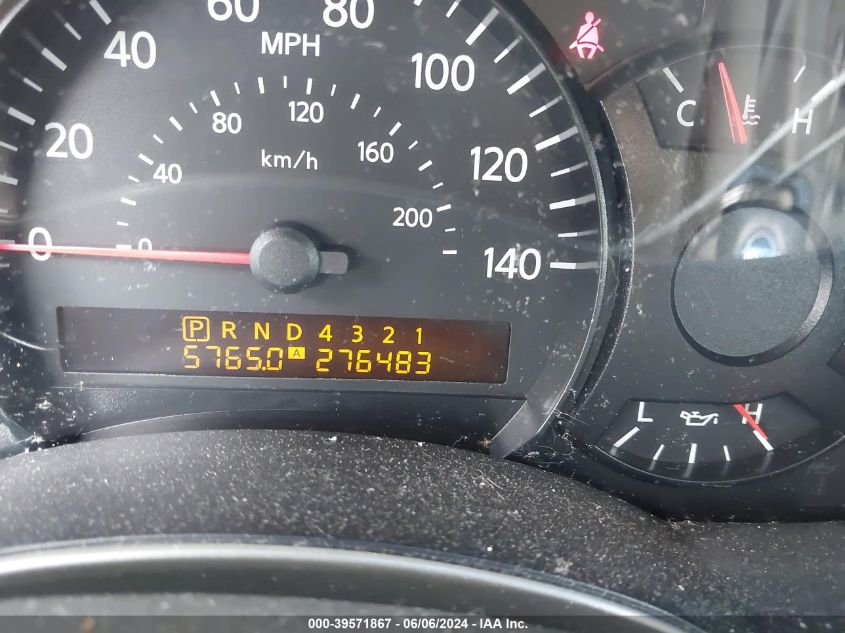 60 80
40 MPH 100
20 80 120 160 120
40 km/h 200
0 0 140
C H
P R N D 4 3 2 1
5765.0 A 276483
L H
000-39571867 - 06/06/2024 - IAA Inc.